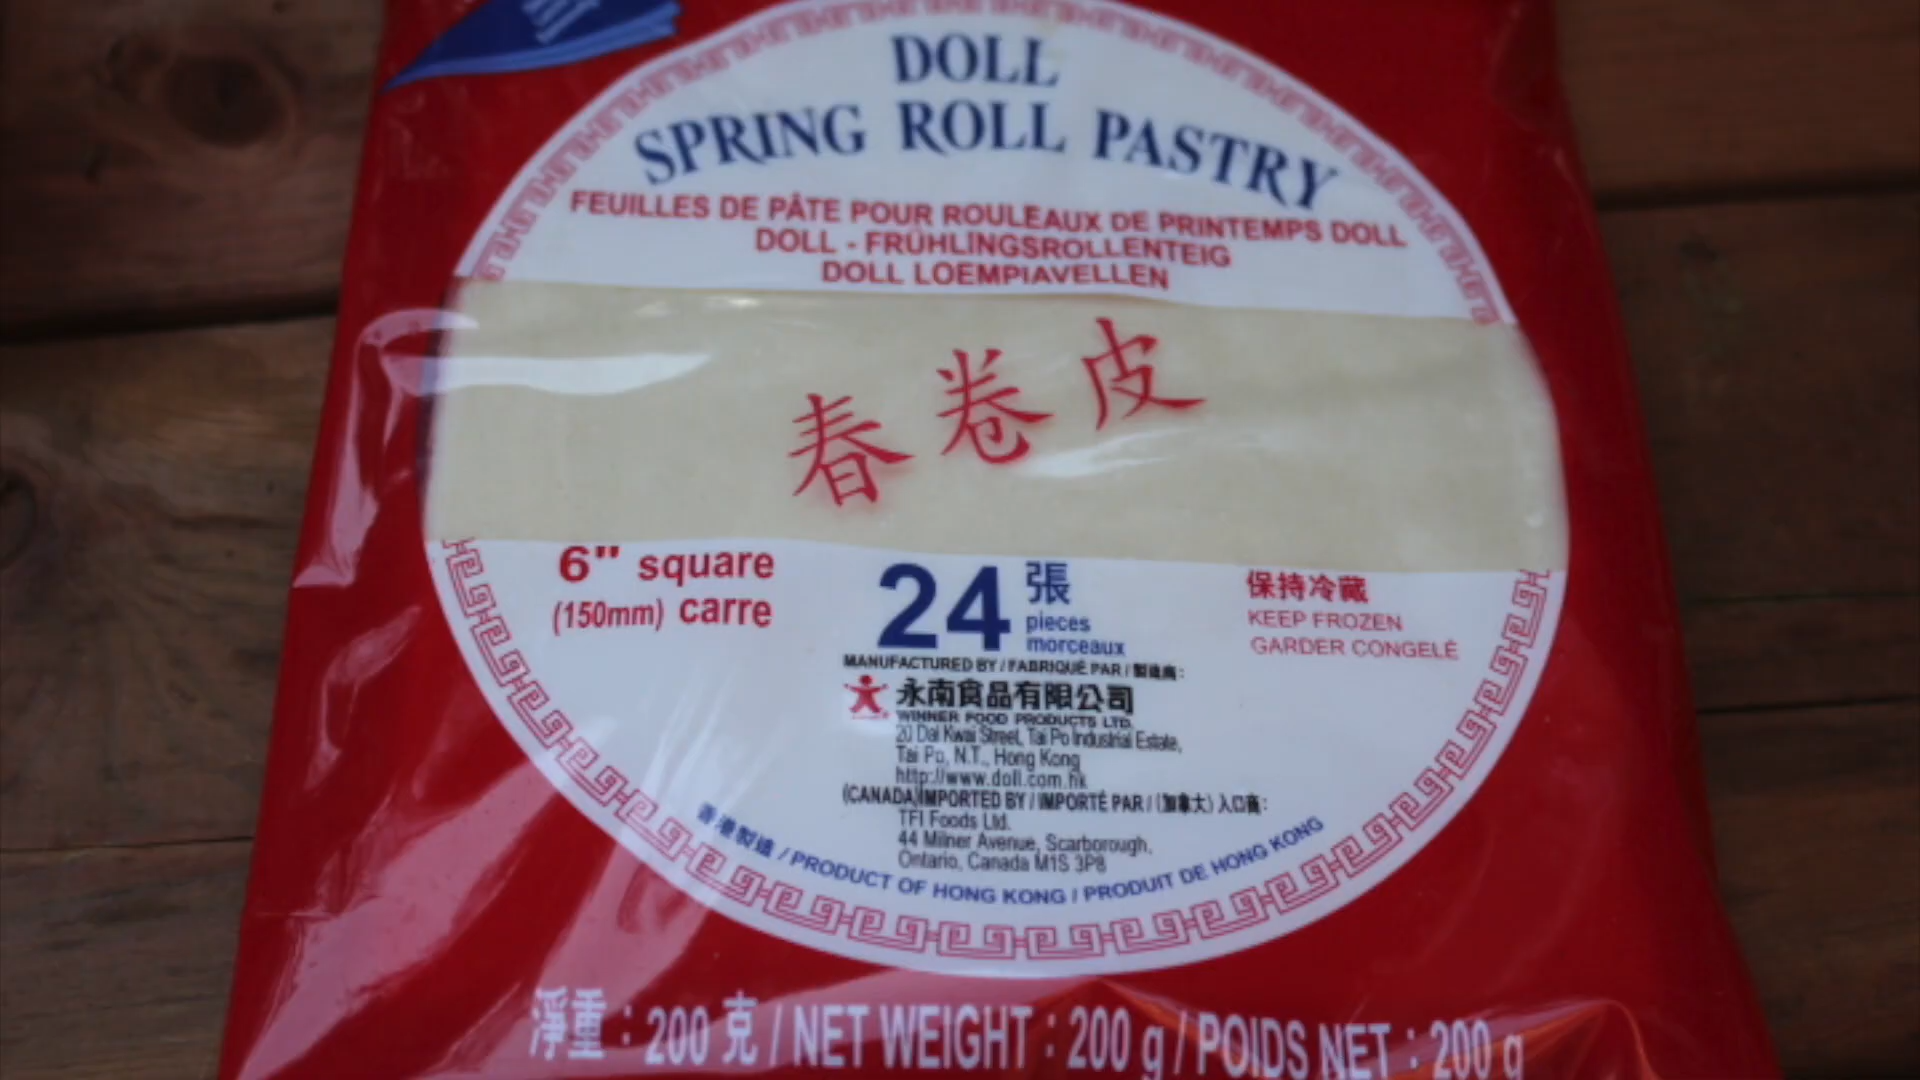 DOLL
SPRING ROLL PASTRY
FEUILLES DE PÂTE POUR ROULEAUX DE PRINTEMPS DOLL
DOLL - FRÜHLINGSROLLENTEIG
DOLL LOEMPIAVELLEN
春卷皮
6" square
(150mm) carre
24 張
pieces
morceaux
保持冷藏
KEEP FROZEN
GARDER CONGELÉ
MANUFACTURED BY / FABRIQUÉ PAR / 製造商:
永南食品有限公司
WINNER FOOD PRODUCTS LTD.
20 Dai Kwai Street, Tai Po Industrial Estate,
Tai Po, N.T., Hong Kong
http://www.doll.com.hk
(CANADA) IMPORTED BY / IMPORTÉ PAR / (加拿大) 入口商:
TFI Foods Ltd.
44 Milner Avenue, Scarborough,
Ontario, Canada M1S 3P8
香港製造 / PRODUCT OF HONG KONG / PRODUIT DE HONG KONG
淨重 : 200 克 / NET WEIGHT : 200 g / POIDS NET : 200 g